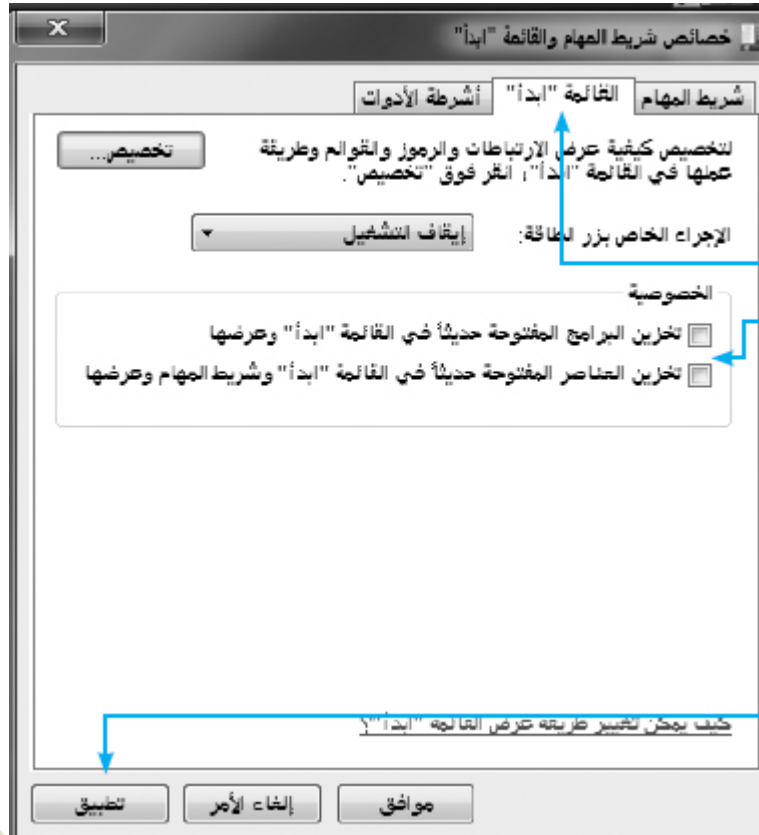 خصائص شريط المهام والقائمة "ابدأ"
شريط المهام
القائمة "ابدأ"
أشرطة الأدوات
لتخصيص كيفية عرض الارتباطات والرموز والقوائم وطريقة
عملها في القائمة "ابدأ"، انقر فوق "تخصيص".
تخصيص...
الإجراء الخاص بزر الطاقة:
إيقاف التشغيل
الخصوصية
تخزين البرامج المفتوحة حديثاً في القائمة "ابدأ" وعرضها
تخزين العناصر المفتوحة حديثاً في القائمة "ابدأ" وشريط المهام وعرضها
كيف يمكن تغيير طريقة عرض القائمة "ابدأ"؟
موافق
إلغاء الأمر
تطبيق